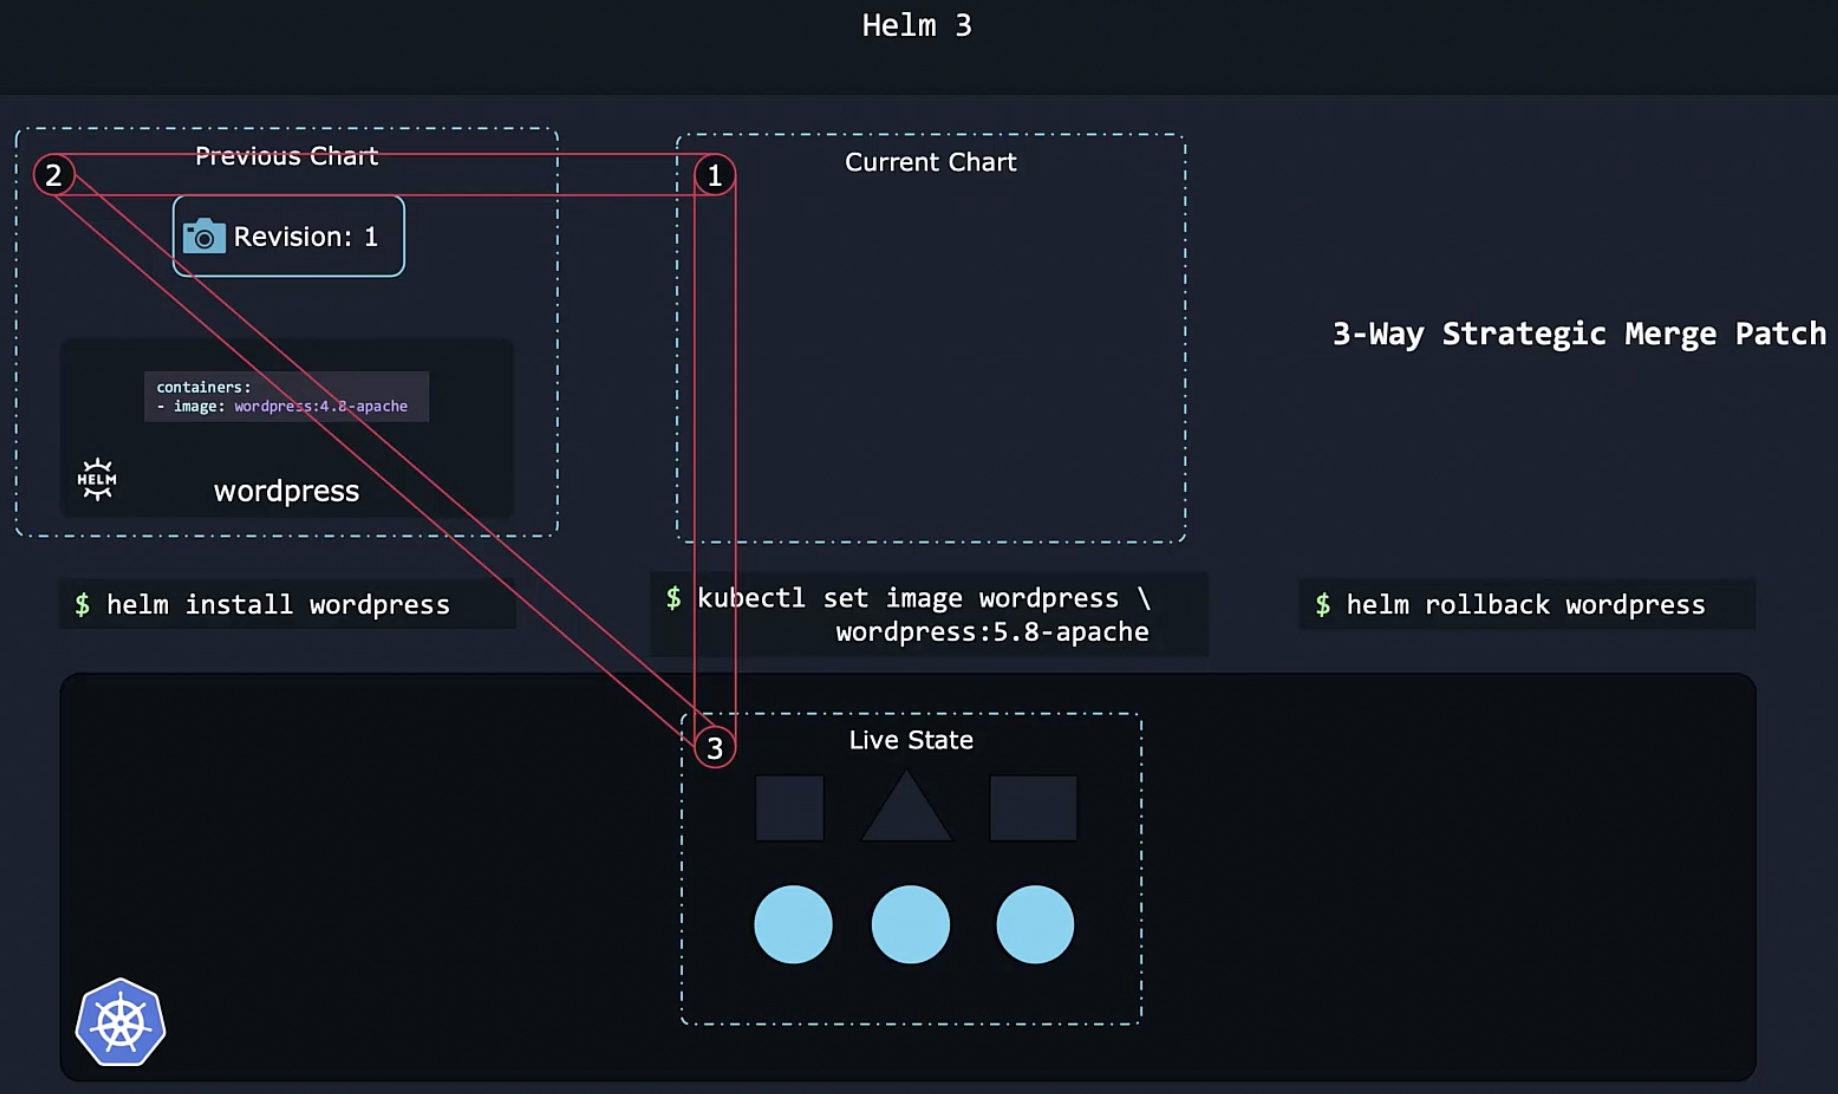 Helm 3
Previous Chart
2
Revision: 1
containers:
- image: wordpress:4.8-apache
HELM
wordpress
1
Current Chart
3-Way Strategic Merge Patch
$ helm install wordpress
$ kubectl set image wordpress \
wordpress:5.8-apache
$ helm rollback wordpress
3
Live State